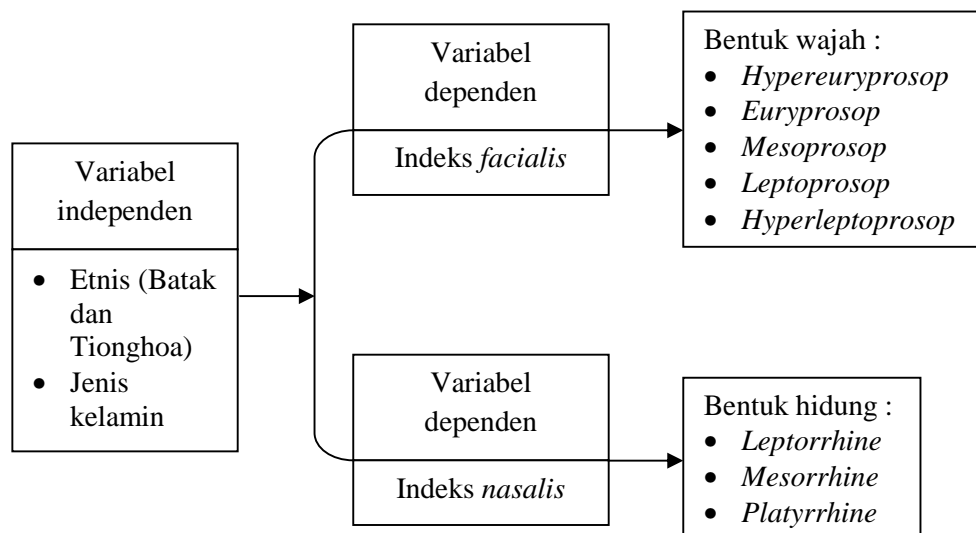 Variabel
independen
• Etnis (Batak
dan
Tionghoa)
• Jenis
kelamin
Variabel
dependen
Indeks facialis
Bentuk wajah :
• Hypereuryprosop
• Euryprosop
• Mesoprosop
• Leptoprosop
• Hyperleptoprosop
Variabel
dependen
Indeks nasalis
Bentuk hidung :
• Leptorrhine
• Mesorrhine
• Platyrrhine